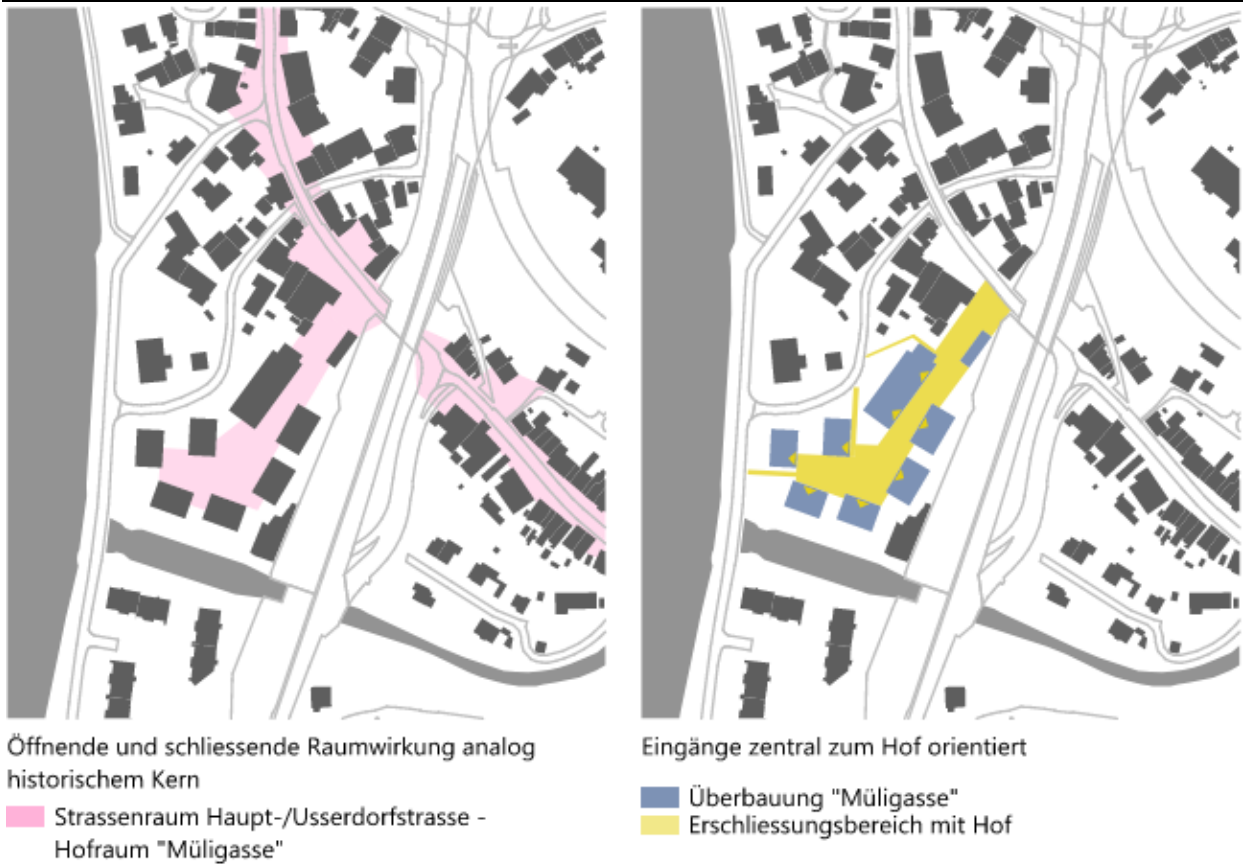 Öffnende und schliessende Raumwirkung analog
historischem Kern
Strassenraum Haupt-/Usserdorfstrasse -
Hofraum "Müligasse"
Eingänge zentral zum Hof orientiert
Überbauung "Müligasse"
Erschliessungsbereich mit Hof